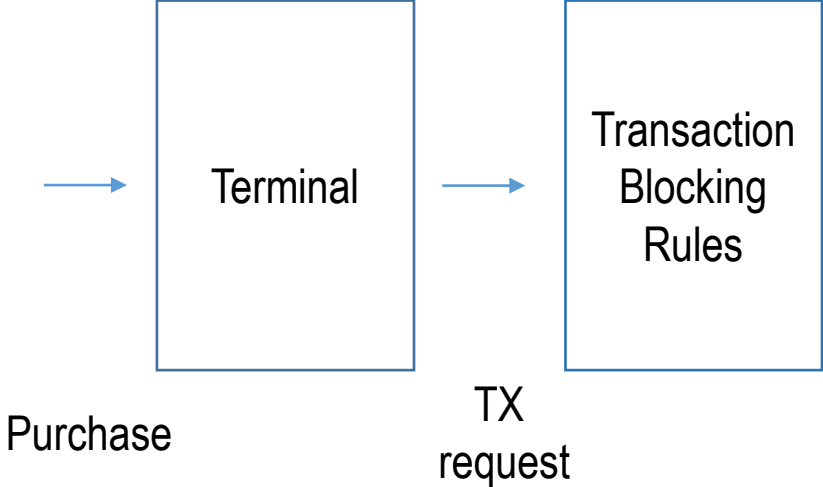 Terminal
Transaction
Blocking
Rules
Purchase
TX
request